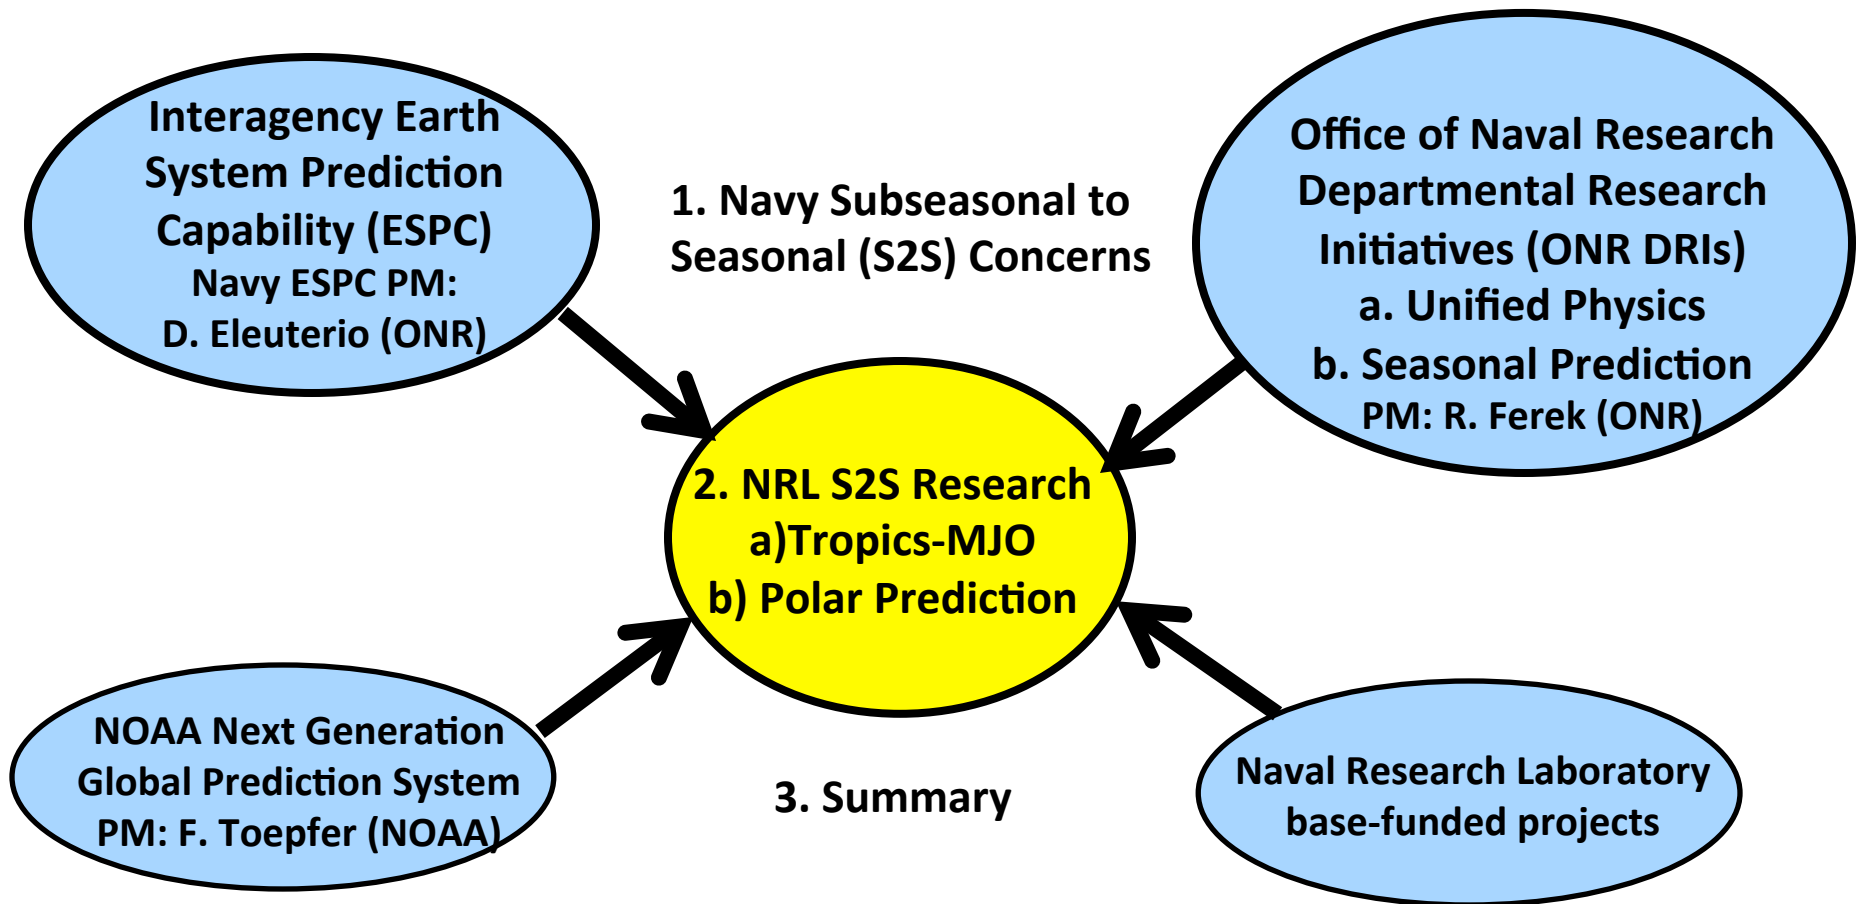 Interagency Earth
System Prediction
Capability (ESPC)
Navy ESPC PM:
D. Eleuterio (ONR)
1. Navy Subseasonal to
Seasonal (S2S) Concerns
Office of Naval Research
Departmental Research
Initiatives (ONR DRIs)
a. Unified Physics
b. Seasonal Prediction
PM: R. Ferek (ONR)
2. NRL S2S Research
a)Tropics-MJO
b) Polar Prediction
NOAA Next Generation
Global Prediction System
PM: F. Toepfer (NOAA)
3. Summary
Naval Research Laboratory
base-funded projects